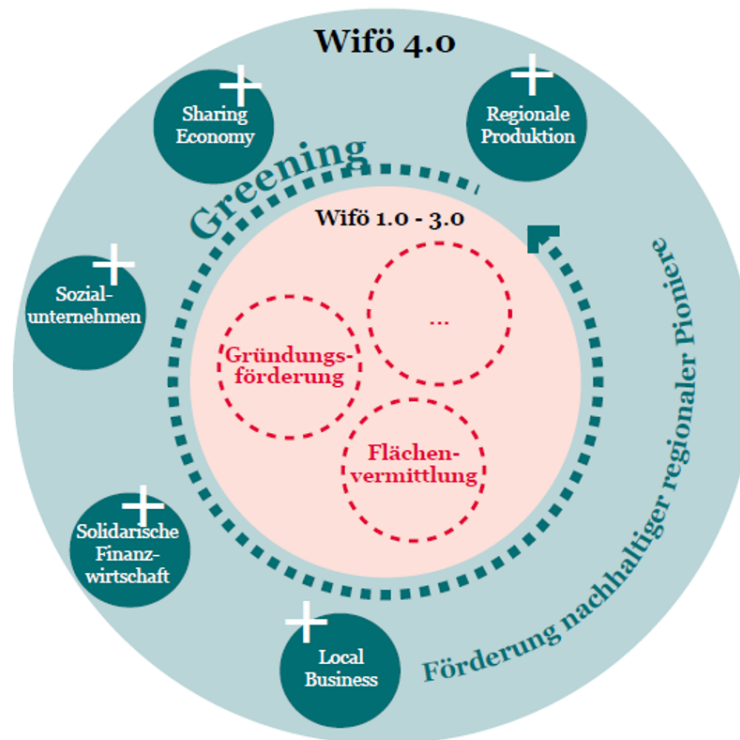 Wifö 4.0
Sharing
Economy
Regionale
Produktion
Greening
Wifö 1.0 - 3.0
...
Sozial-
unternehmen
Gründungs-
förderung
Flächen-
vermittlung
Förderung nachhaltiger regionaler Pioniere
Solidarische
Finanz-
wirtschaft
Local
Business